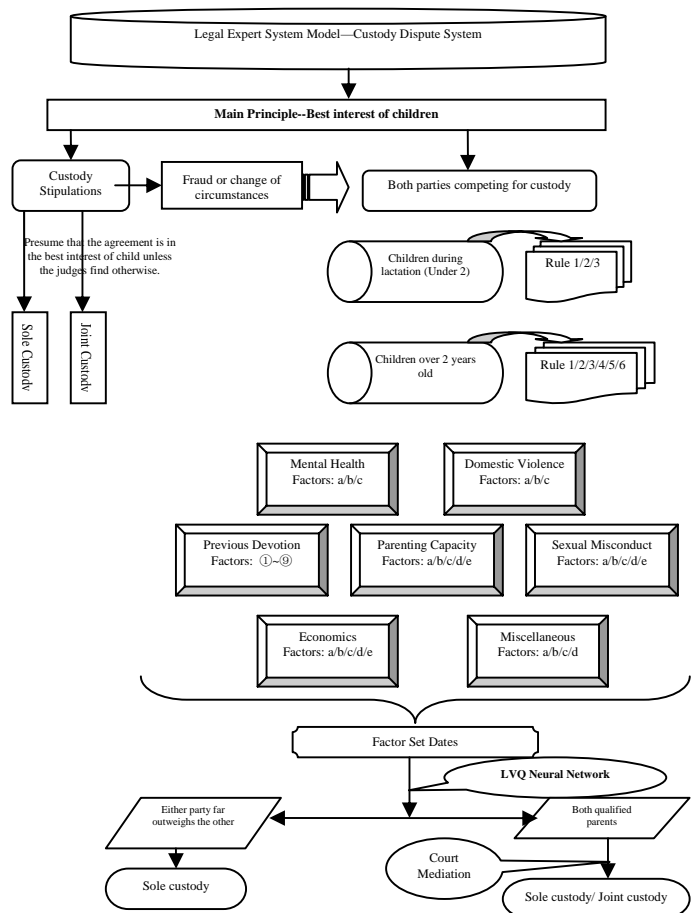 Legal Expert System Model—Custody Dispute System
Main Principle--Best interest of children
Custody
Stipulations
Fraud or change of
circumstances
Both parties competing for custody
Presume that the agreement is in
the best interest of child unless
the judges find otherwise.
Sole Custody
Joint Custody
Children during
lactation (Under 2)
Rule 1/2/3
Children over 2 years
old
Rule 1/2/3/4/5/6
Mental Health
Factors: a/b/c
Domestic Violence
Factors: a/b/c
Previous Devotion
Factors: ①~⑨
Parenting Capacity
Factors: a/b/c/d/e
Sexual Misconduct
Factors: a/b/c/d/e
Economics
Factors: a/b/c/d/e
Miscellaneous
Factors: a/b/c/d
Factor Set Dates
LVQ Neural Network
Either party far
outweighs the other
Both qualified
parents
Court
Mediation
Sole custody
Sole custody/ Joint custody